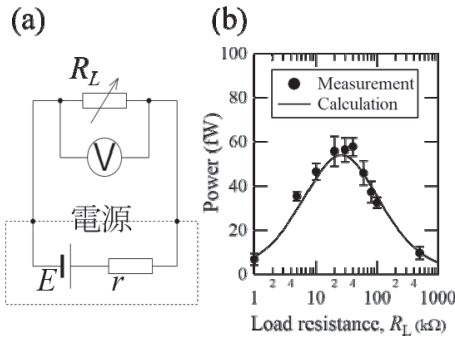 (a)
R_L
V
電源
E
r
(b)
100
80
60
40
20
0
Power (fW)
Measurement
Calculation
1 2 4 10 2 4 100 2 4 1000
Load resistance, R_L (kΩ)